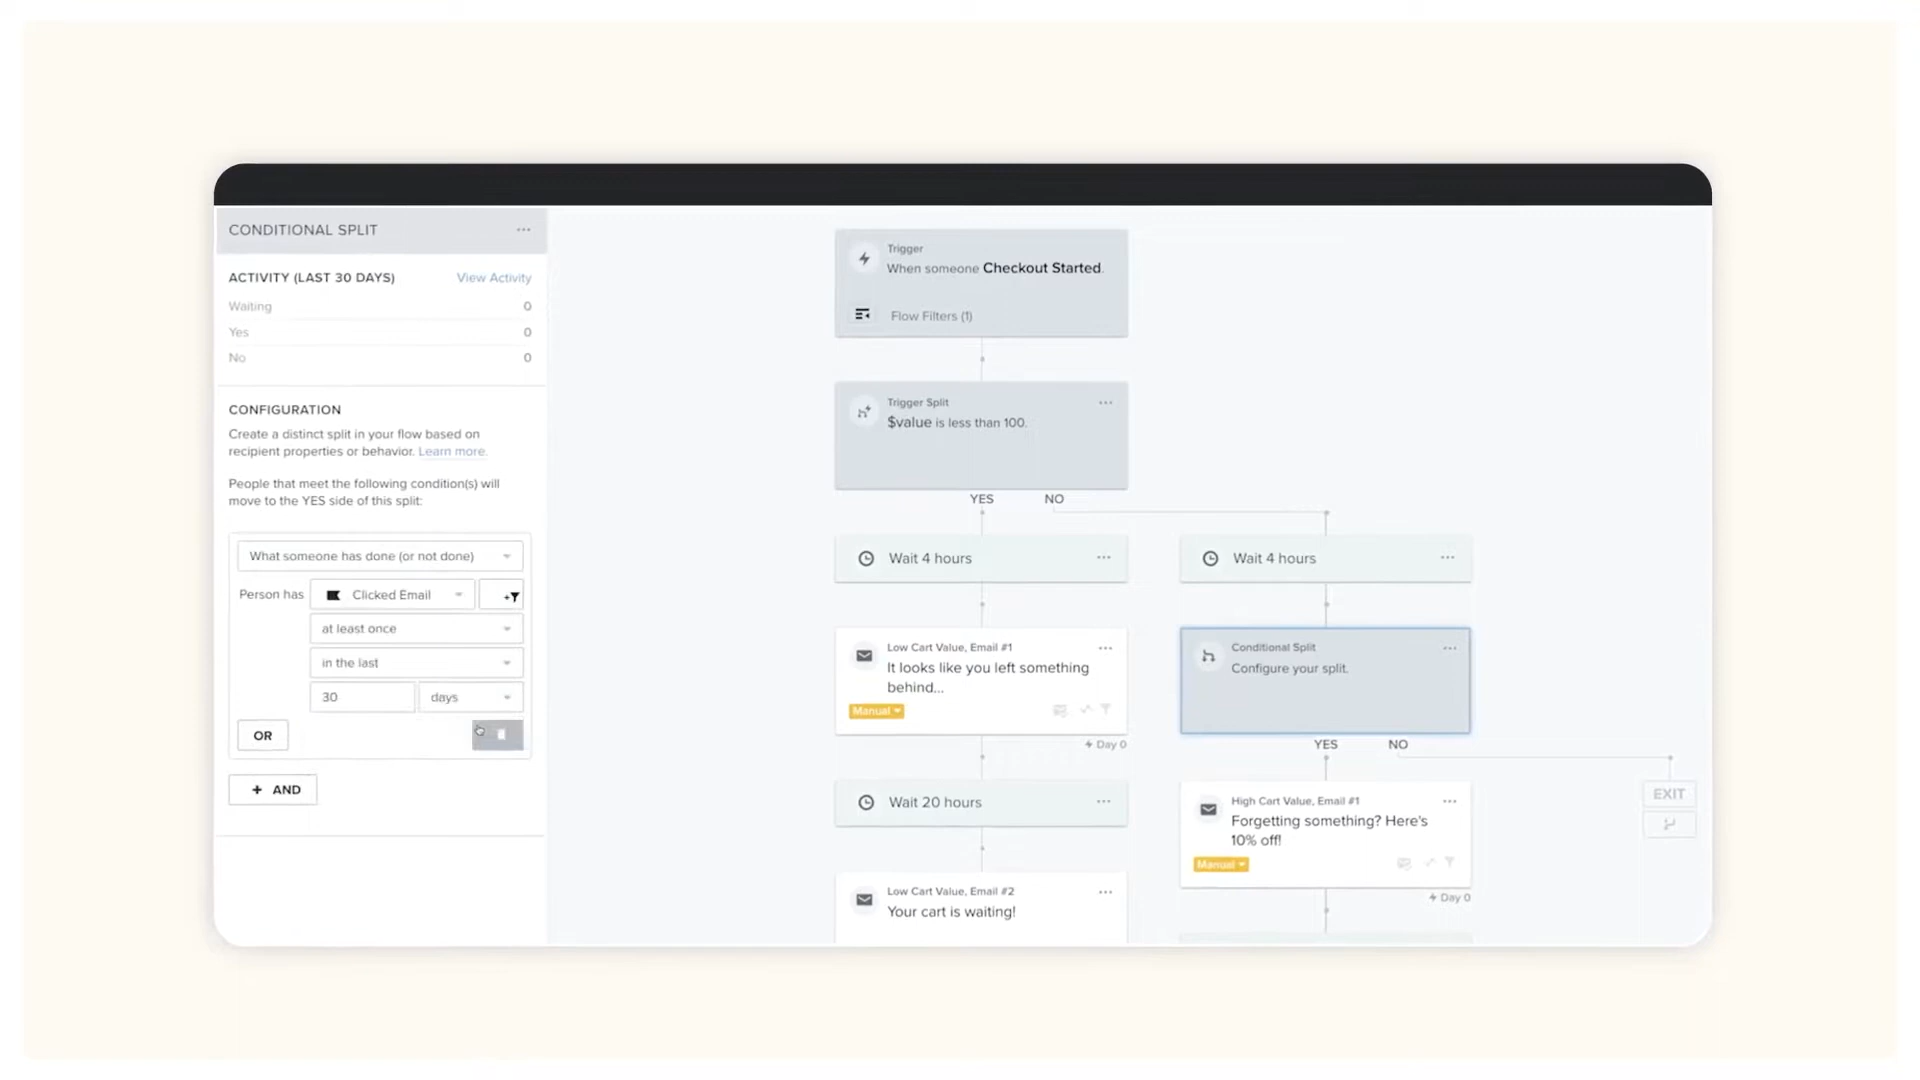 CONDITIONAL SPLIT
ACTIVITY (LAST 30 DAYS) View Activity
Waiting 0
Yes 0
No 0
CONFIGURATION
Create a distinct split in your flow based on
recipient properties or behavior. Learn more.
People that meet the following condition(s) will
move to the YES side of this split:
What someone has done (or not done)
Person has Clicked Email
at least once
in the last
30 days
OR
+ AND
Trigger
When someone Checkout Started.
Flow Filters (1)
Trigger Split
$value is less than 100.
YES NO
Wait 4 hours
Low Cart Value, Email #1
It looks like you left something
behind...
Manual
Day 0
Wait 20 hours
Low Cart Value, Email #2
Your cart is waiting!
Wait 4 hours
Conditional Split
Configure your split.
YES NO
High Cart Value, Email #1
Forgetting something? Here's
10% off!
Manual
Day 0
EXIT